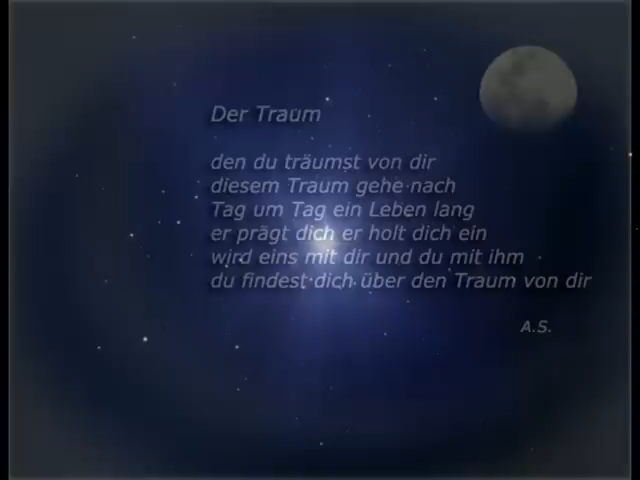 Der Traum
den du träumst von dir
diesem Traum gehe nach
Tag um Tag ein Leben lang
er prägt dich er holt dich ein
wird eins mit dir und du mit ihm
du findest dich über den Traum von dir
A.S.